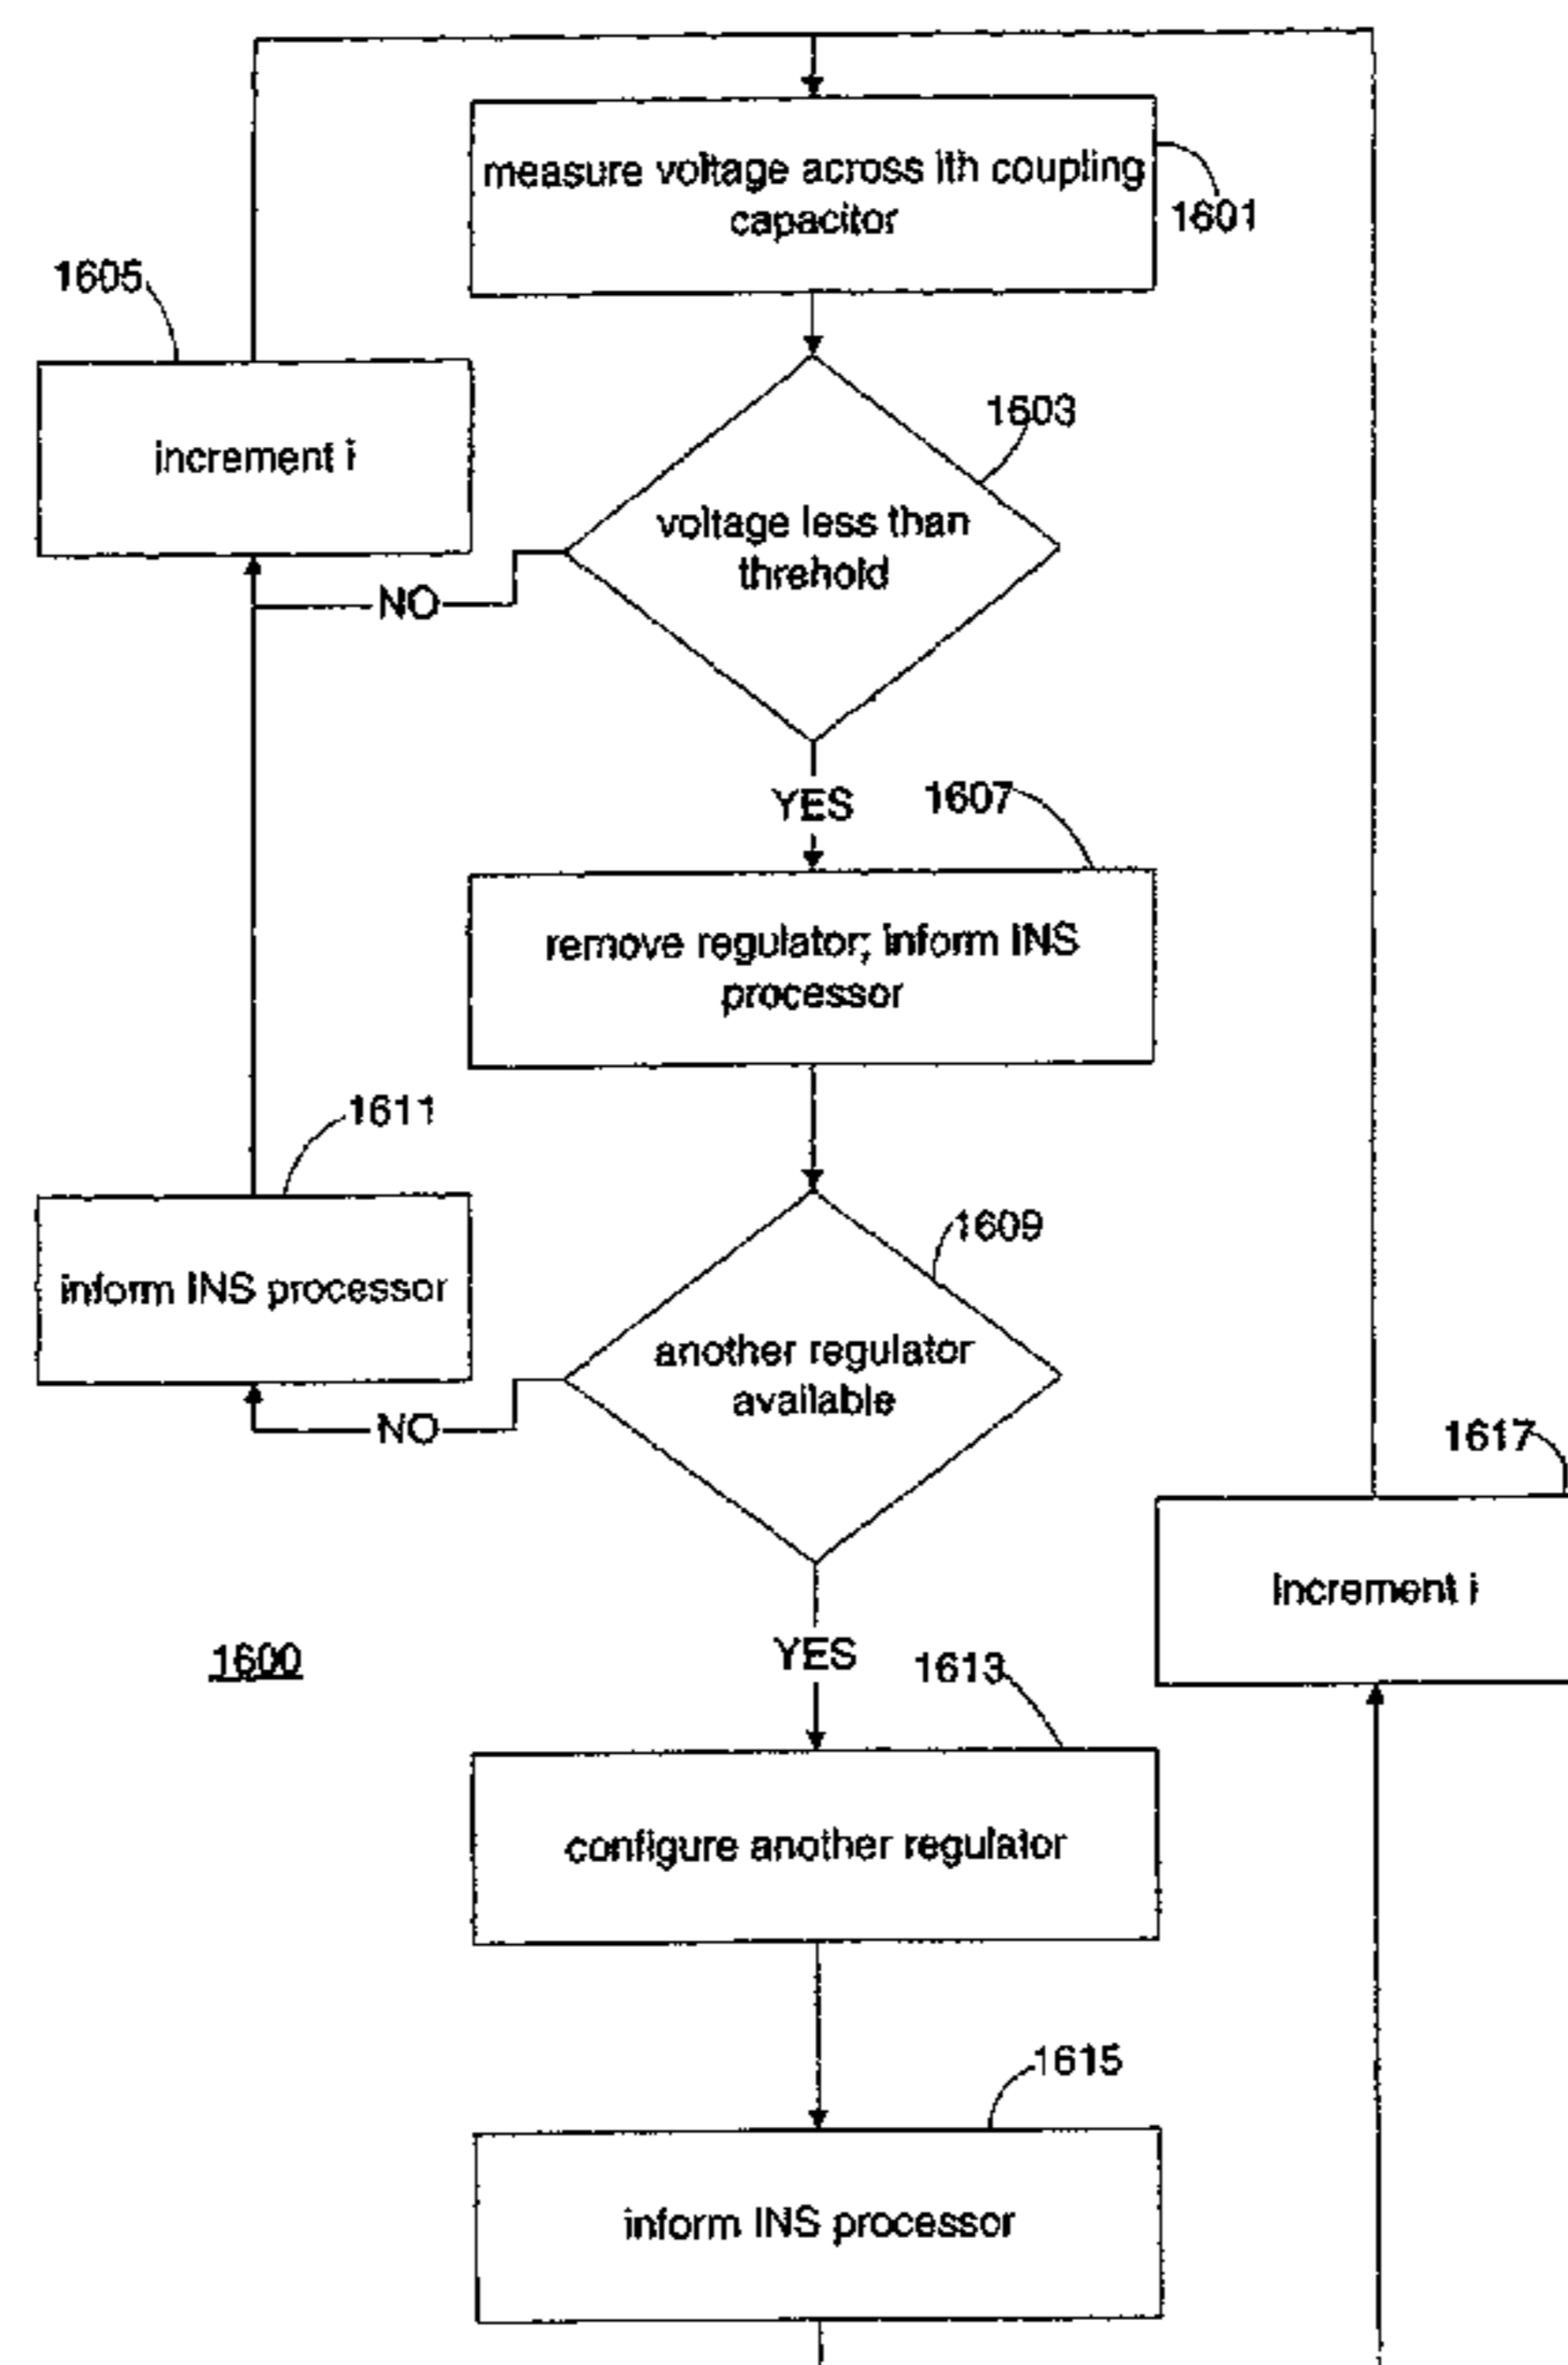 measure voltage across ith coupling
capacitor
1601
1605
increment i
1603
voltage less than
threhold
NO
YES
1607
remove regulator; inform INS
processor
1611
inform INS processor
1609
another regulator
available
NO
1617
increment i
YES
1600
1613
configure another regulator
1615
inform INS processor